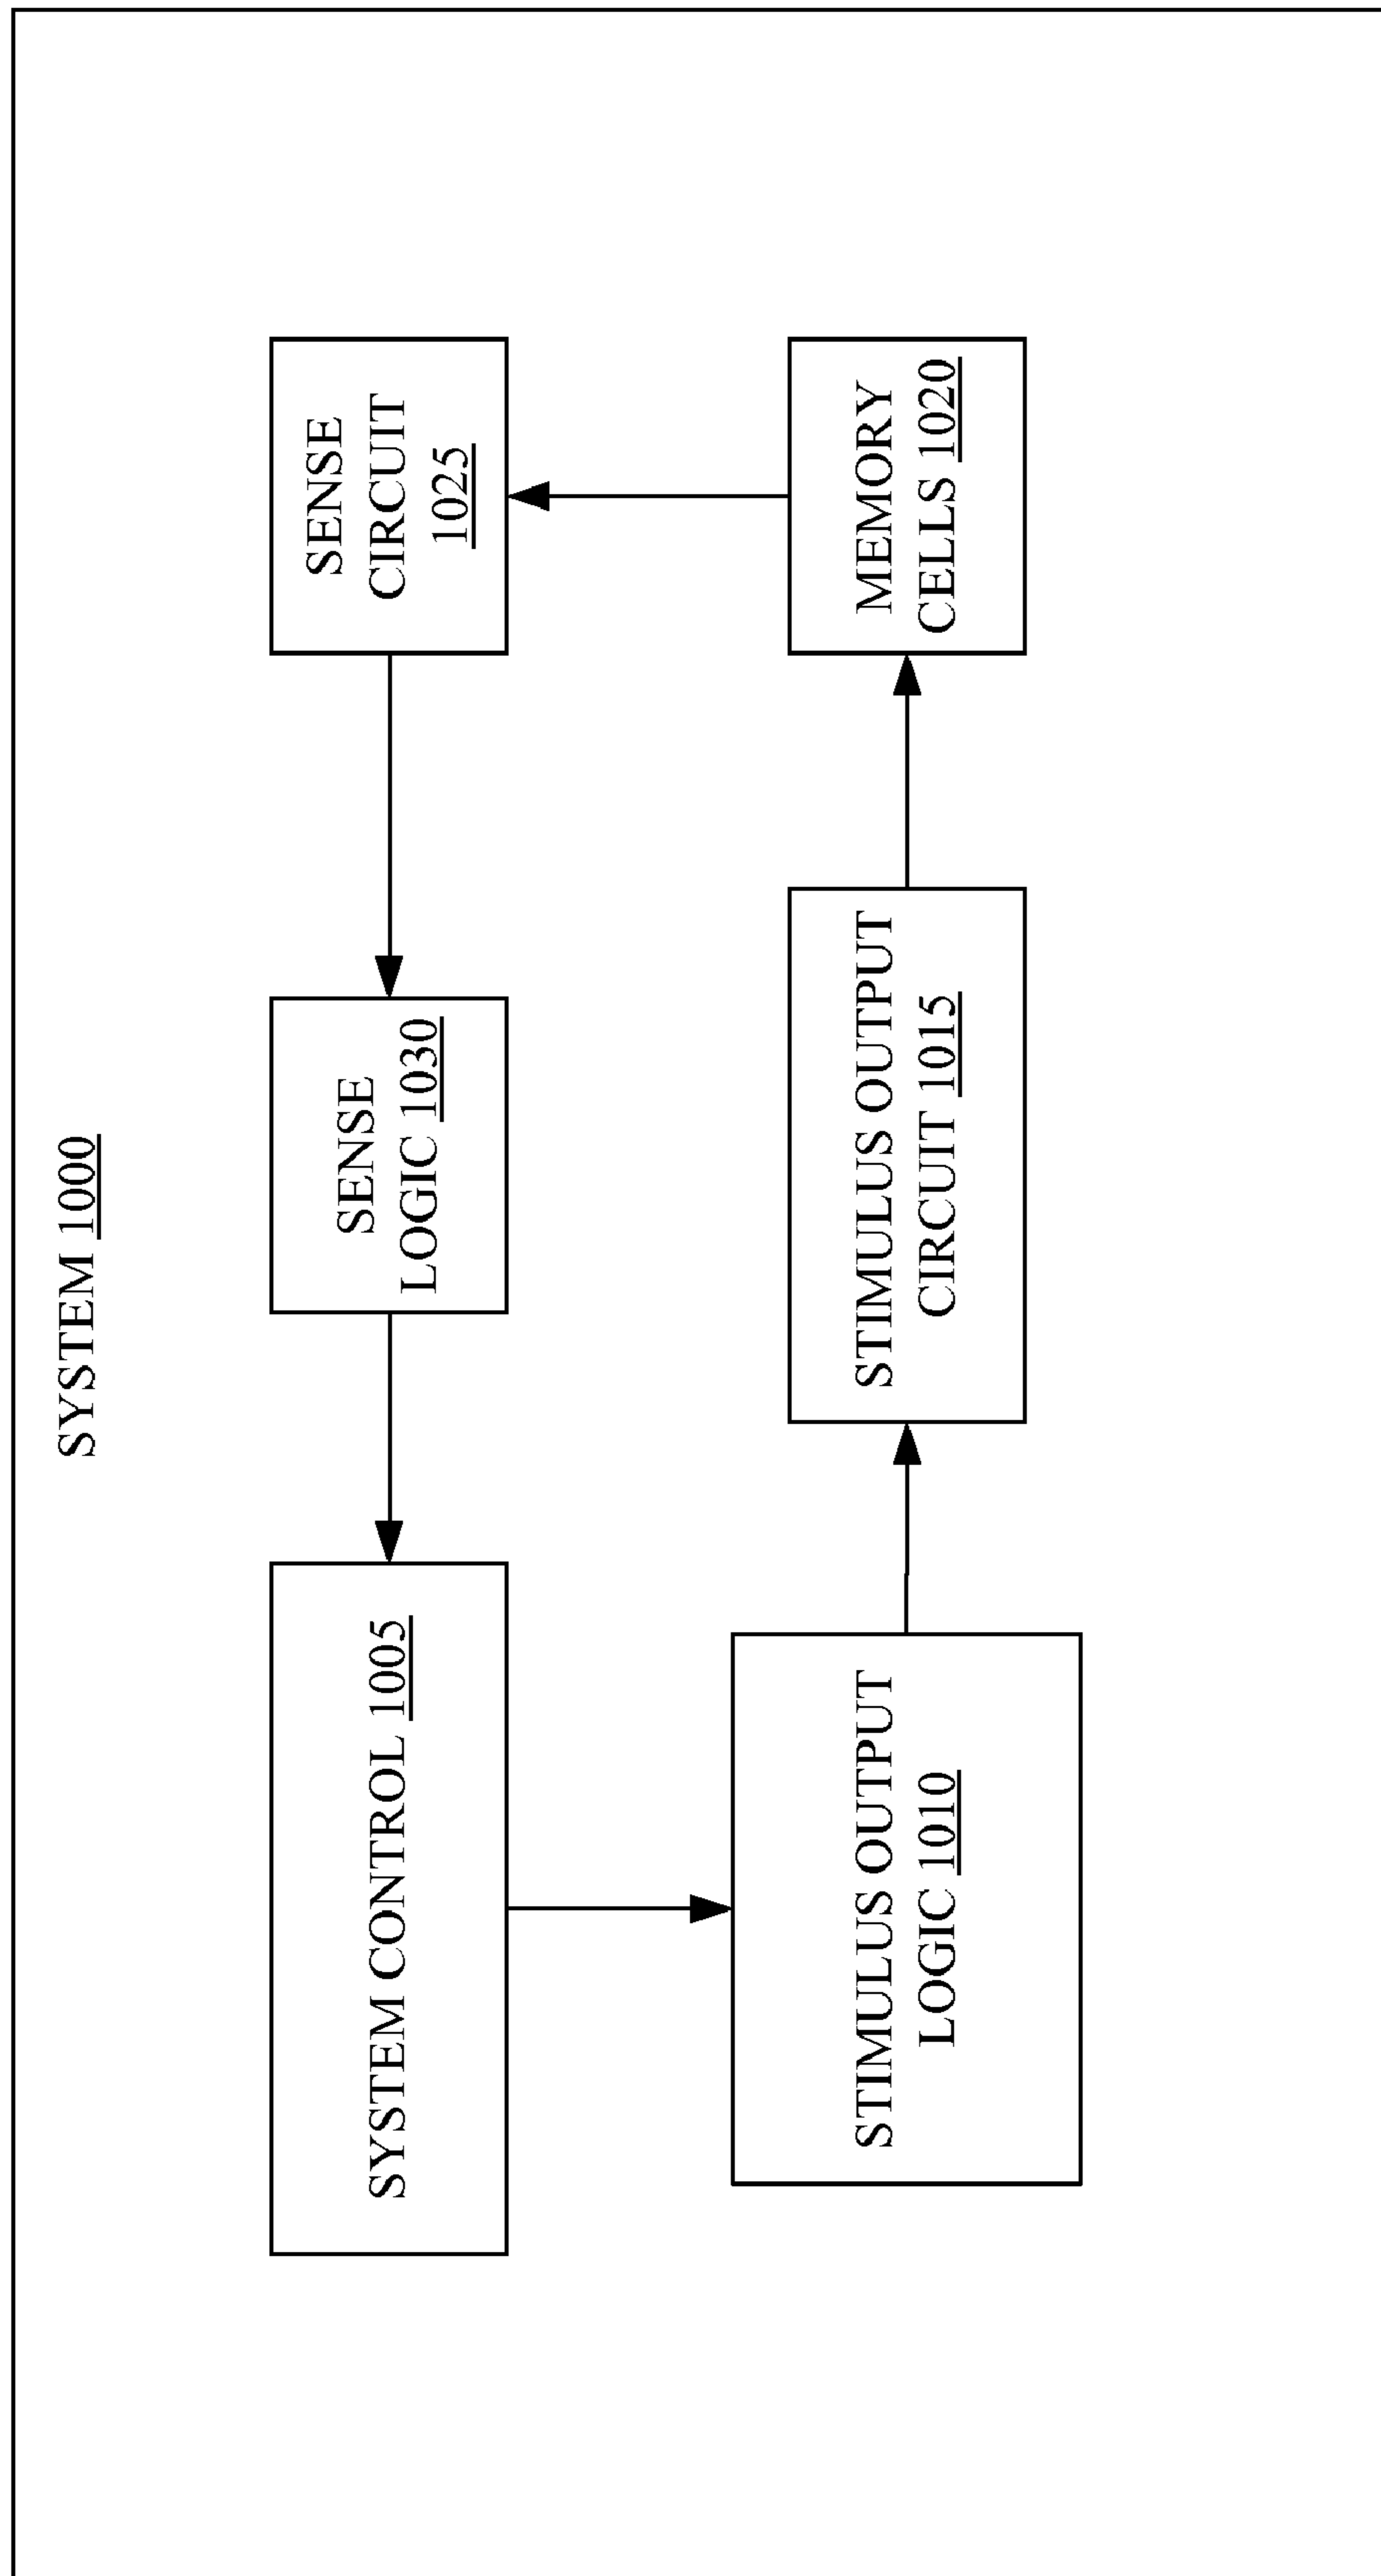 SYSTEM 1000
SYSTEM CONTROL 1005
SENSE
LOGIC 1030
SENSE
CIRCUIT
1025
STIMULUS OUTPUT
LOGIC 1010
STIMULUS OUTPUT
CIRCUIT 1015
MEMORY
CELLS 1020